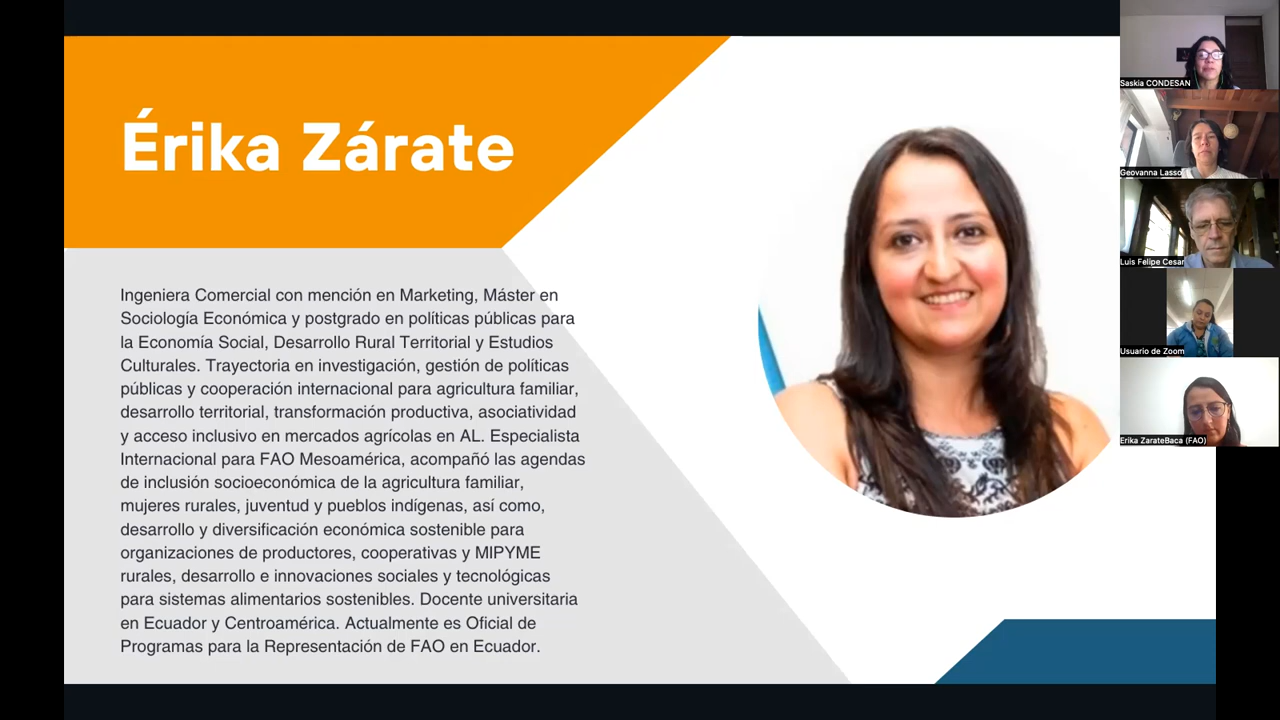 Érika Zárate
Ingeniera Comercial con mención en Marketing, Máster en
Sociología Económica y postgrado en políticas públicas para
la Economía Social, Desarrollo Rural Territorial y Estudios
Culturales. Trayectoria en investigación, gestión de políticas
públicas y cooperación internacional para agricultura familiar,
desarrollo territorial, transformación productiva, asociatividad
y acceso inclusivo en mercados agrícolas en AL. Especialista
Internacional para FAO Mesoamérica, acompañó las agendas
de inclusión socioeconómica de la agricultura familiar,
mujeres rurales, juventud y pueblos indígenas, así como,
desarrollo y diversificación económica sostenible para
organizaciones de productores, cooperativas y MIPYME
rurales, desarrollo e innovaciones sociales y tecnológicas
para sistemas alimentarios sostenibles. Docente universitaria
en Ecuador y Centroamérica. Actualmente es Oficial de
Programas para la Representación de FAO en Ecuador.
Saskia CONDESAN
Geovanna Lasso
Luis Felipe Cesar
Usuario de Zoom
Erika ZarateBaca (FAO)